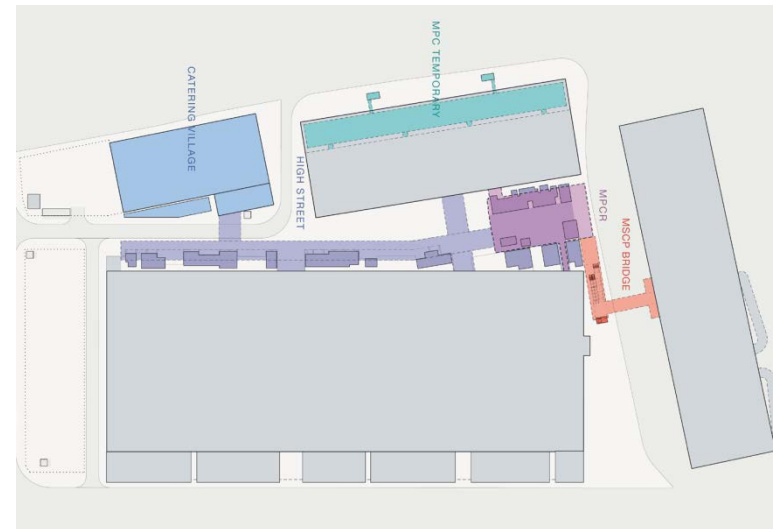 CATERING VILLAGE
HIGH STREET
MPC TEMPORARY
MPCR
MSCP BRIDGE